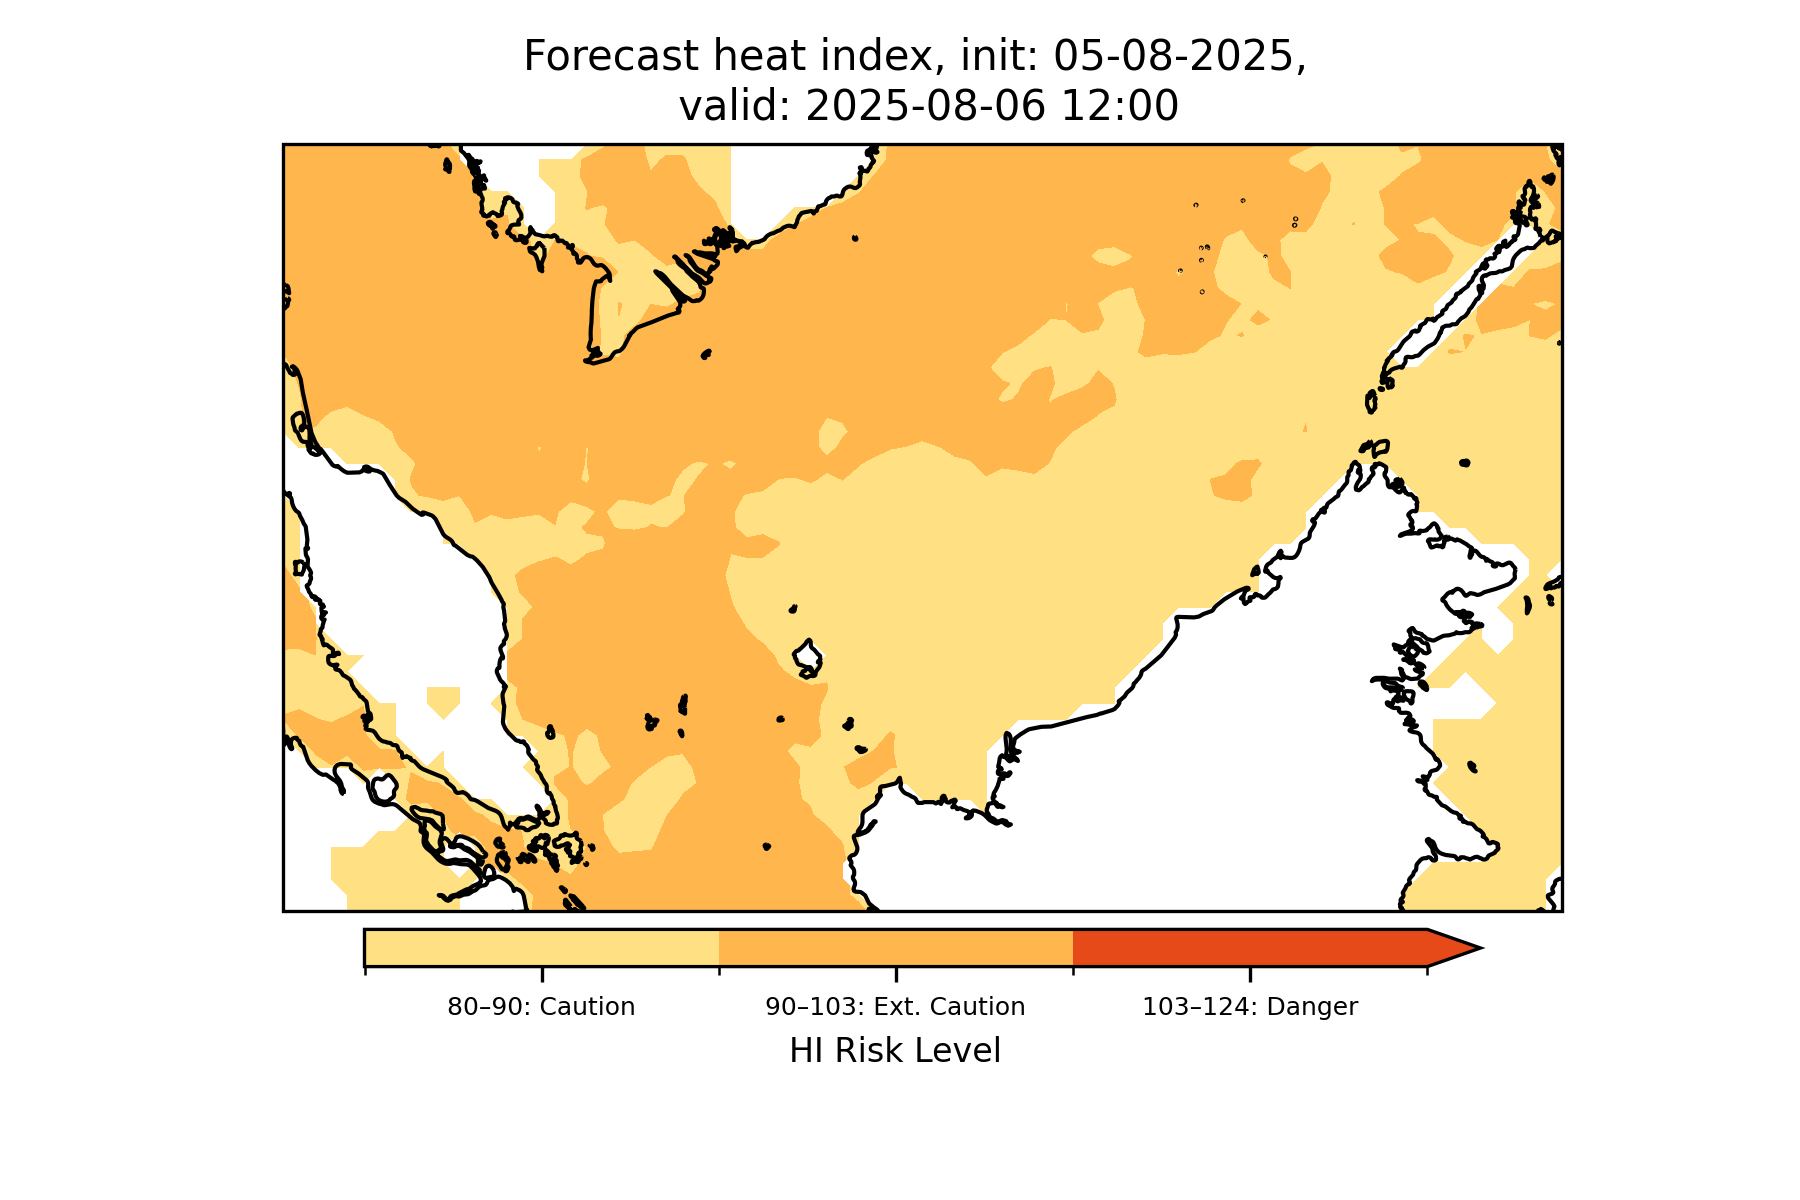 Forecast heat index, init: 05-08-2025,
valid: 2025-08-06 12:00
80–90: Caution
90–103: Ext. Caution
103–124: Danger
HI Risk Level